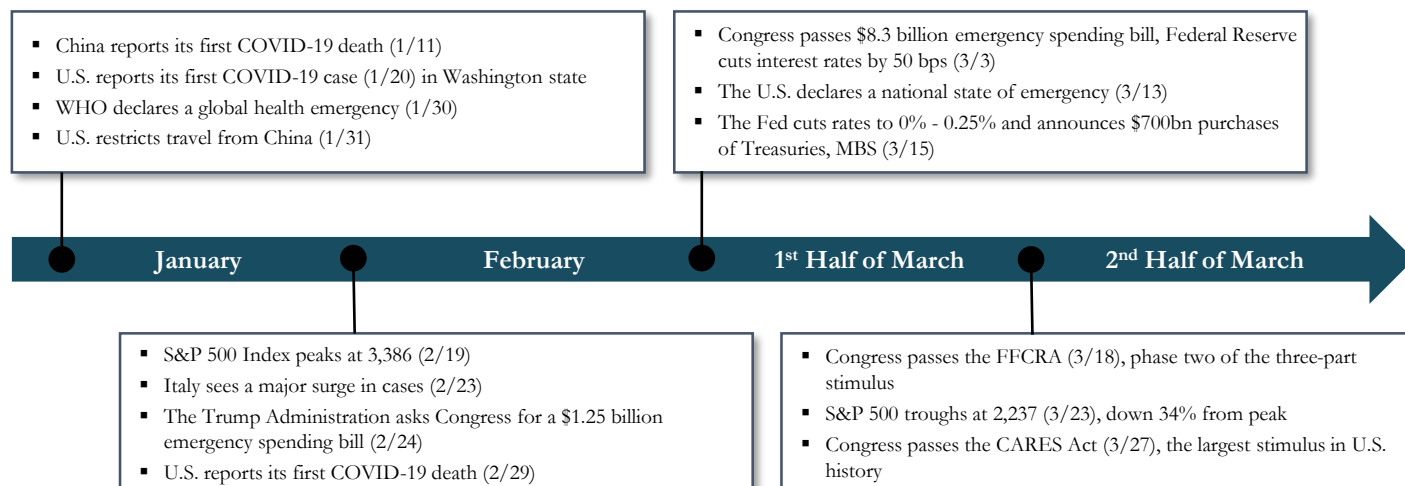 ▪ China reports its first COVID-19 death (1/11)
▪ U.S. reports its first COVID-19 case (1/20) in Washington state
▪ WHO declares a global health emergency (1/30)
▪ U.S. restricts travel from China (1/31)
▪ Congress passes $8.3 billion emergency spending bill, Federal Reserve
cuts interest rates by 50 bps (3/3)
▪ The U.S. declares a national state of emergency (3/13)
▪ The Fed cuts rates to 0% - 0.25% and announces $700bn purchases
of Treasuries, MBS (3/15)
January
February
1st Half of March
2nd Half of March
▪ S&P 500 Index peaks at 3,386 (2/19)
▪ Italy sees a major surge in cases (2/23)
▪ The Trump Administration asks Congress for a $1.25 billion
emergency spending bill (2/24)
▪ U.S. reports its first COVID-19 death (2/29)
▪ Congress passes the FFCRA (3/18), phase two of the three-part
stimulus
▪ S&P 500 troughs at 2,237 (3/23), down 34% from peak
▪ Congress passes the CARES Act (3/27), the largest stimulus in U.S.
history